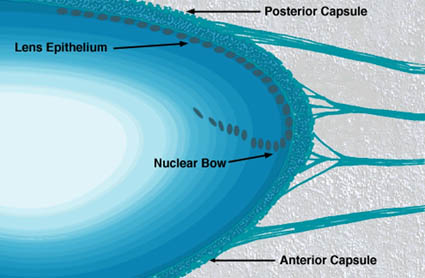 Posterior Capsule
Lens Epithelium
Nuclear Bow
Anterior Capsule